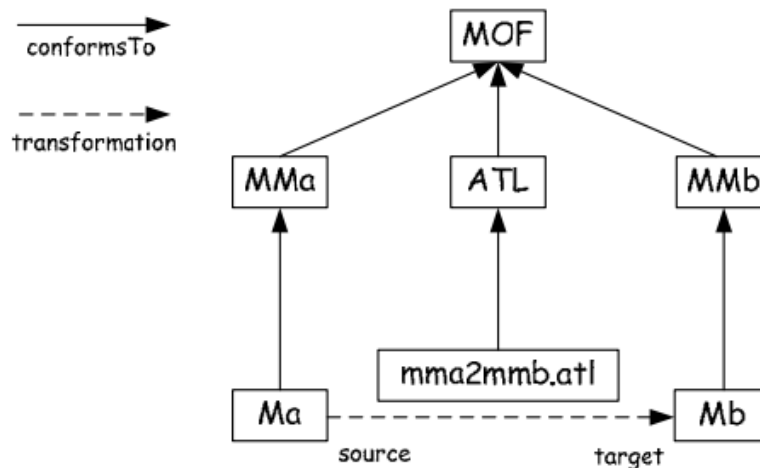 MOF
conformsTo
transformation
MMa
ATL
MMb
mma2mmb.atl
Ma
Mb
source
target